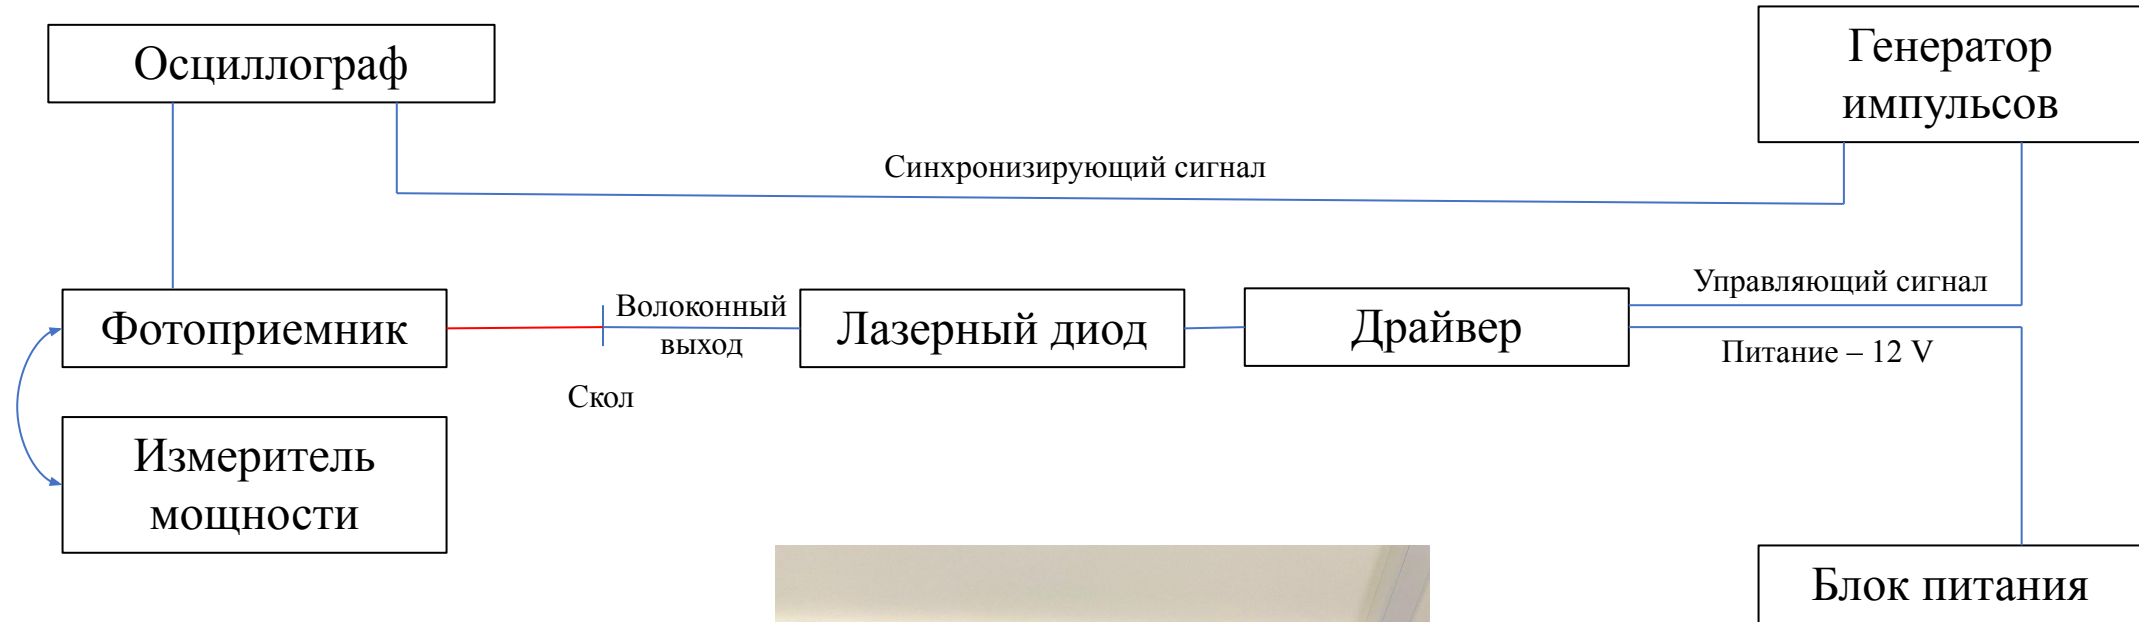 Осциллограф
Генератор
импульсов
Синхронизирующий сигнал
Управляющий сигнал
Фотоприемник
Волоконный
выход
Лазерный диод
Драйвер
Питание – 12 V
Скол
Измеритель
мощности
Блок питания